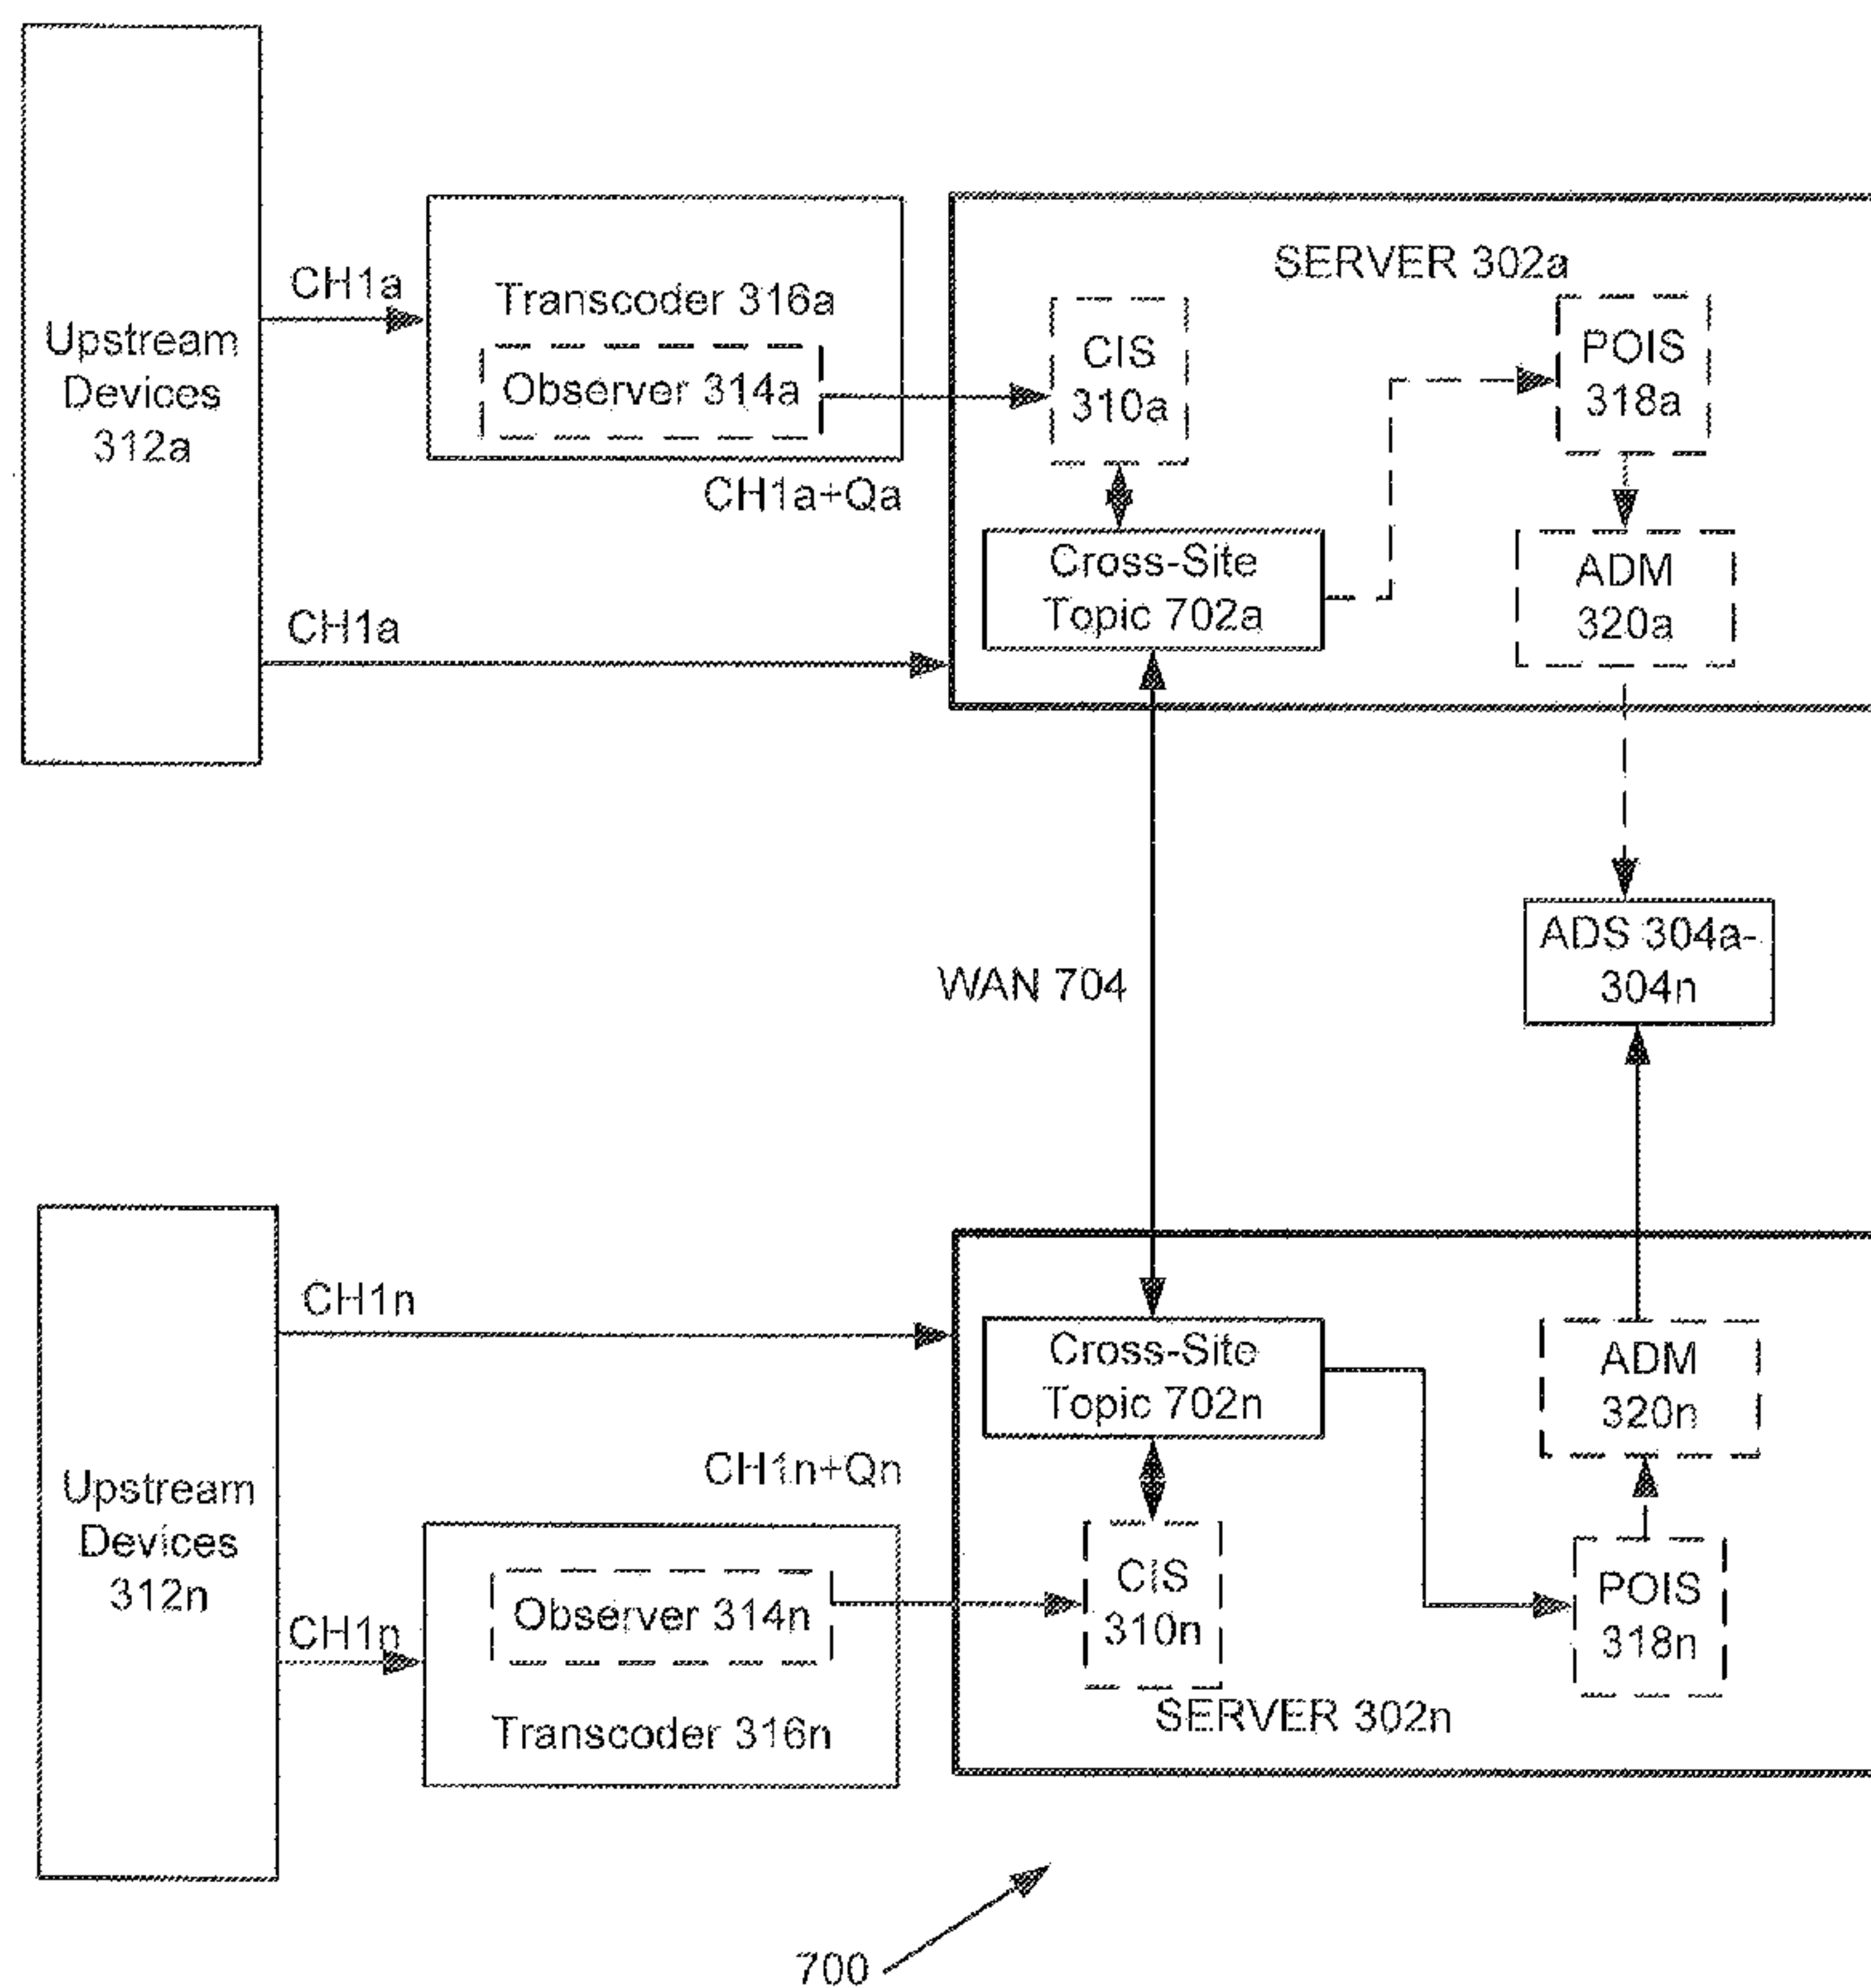 Upstream
Devices
312a
CH1a
CH1a
Transcoder 316a
Observer 314a
CH1a+Qa
SERVER 302a
CIS
310a
POIS
318a
Cross-Site
Topic 702a
ADM
320a
WAN 704
ADS 304a-
304n
Upstream
Devices
312n
CH1n
CH1n
CH1n+Qn
Observer 314n
Transcoder 316n
Cross-Site
Topic 702n
ADM
320n
CIS
310n
POIS
318n
SERVER 302n
700